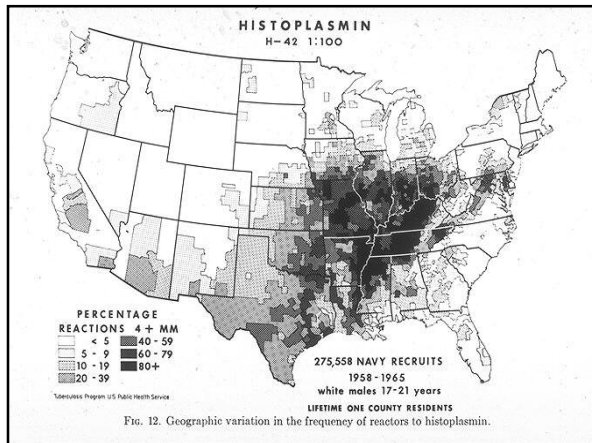 HISTOPLASMIN
H-42 1:100
PERCENTAGE
REACTIONS 4+ MM
< 5
5 - 9
10 - 19
20 - 39
40 - 59
60 - 79
80+
Tuberculosis Program U.S. Public Health Service
275,558 NAVY RECRUITS
1958-1965
white males 17-21 years
LIFETIME ONE COUNTY RESIDENTS
FIG. 12. Geographic variation in the frequency of reactors to histoplasmin.